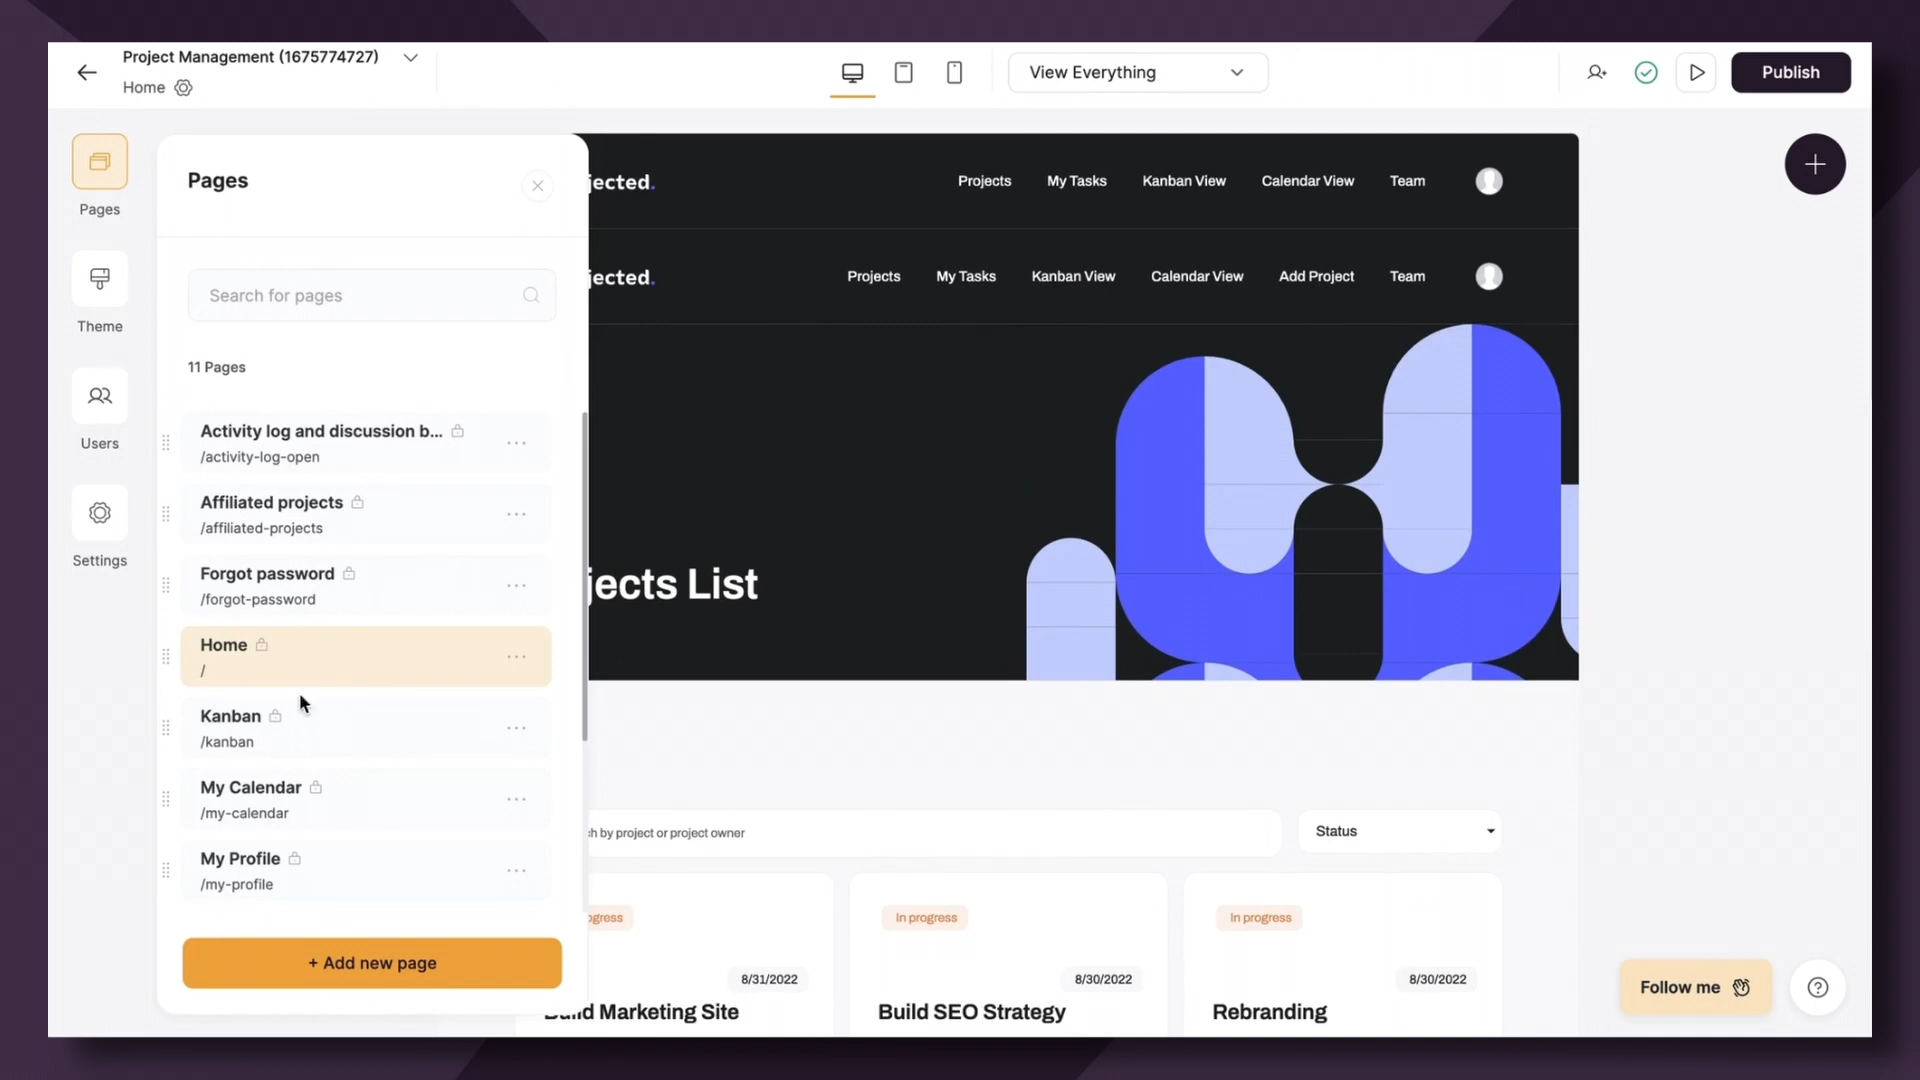 Project Management (1675774727)
Home
View Everything
Publish
Pages
Theme
Users
Settings
Pages
Search for pages
11 Pages
Activity log and discussion b...
/activity-log-open
Affiliated projects
/affiliated-projects
Forgot password
/forgot-password
Home
/
Kanban
/kanban
My Calendar
/my-calendar
My Profile
/my-profile
+ Add new page
jected.
Projects My Tasks Kanban View Calendar View Team
jected.
Projects My Tasks Kanban View Calendar View Add Project Team
jects List
ch by project or project owner
Status
ogress
8/31/2022
Build Marketing Site
In progress
8/30/2022
Build SEO Strategy
In progress
8/30/2022
Rebranding
Follow me